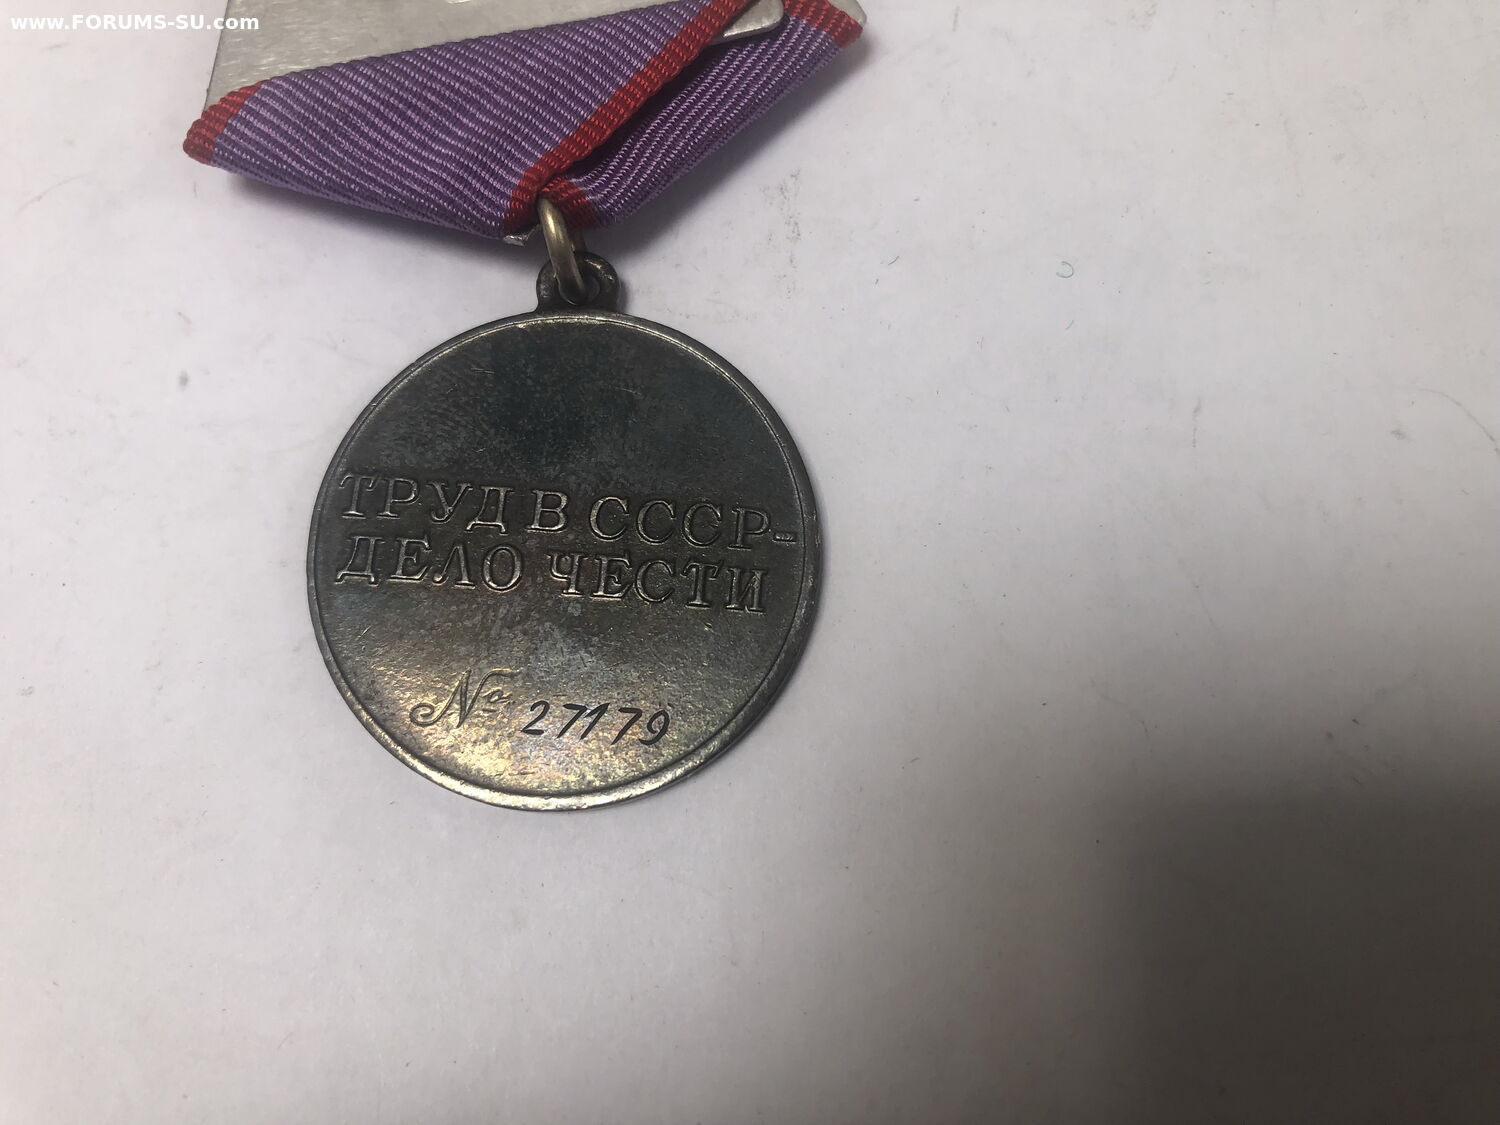 www.FORUMS-SU.com
ТРУД В СССР-
ДЕЛО ЧЕСТИ
№ 27179